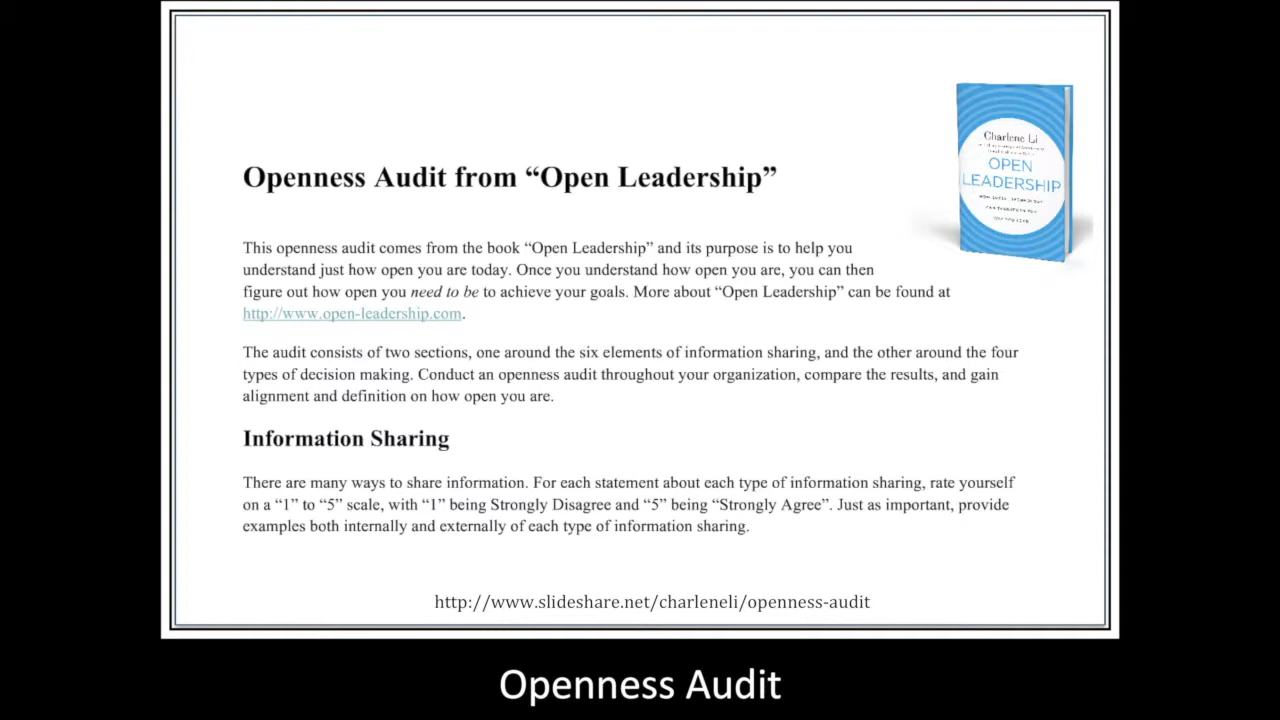 Charlene Li
OPEN
LEADERSHIP
Openness Audit from “Open Leadership”
This openness audit comes from the book “Open Leadership” and its purpose is to help you
understand just how open you are today. Once you understand how open you are, you can then
figure out how open you need to be to achieve your goals. More about “Open Leadership” can be found at
http://www.open-leadership.com.
The audit consists of two sections, one around the six elements of information sharing, and the other around the four
types of decision making. Conduct an openness audit throughout your organization, compare the results, and gain
alignment and definition on how open you are.
Information Sharing
There are many ways to share information. For each statement about each type of information sharing, rate yourself
on a “1” to “5” scale, with “1” being Strongly Disagree and “5” being “Strongly Agree”. Just as important, provide
examples both internally and externally of each type of information sharing.
http://www.slideshare.net/charleneli/openness-audit
Openness Audit